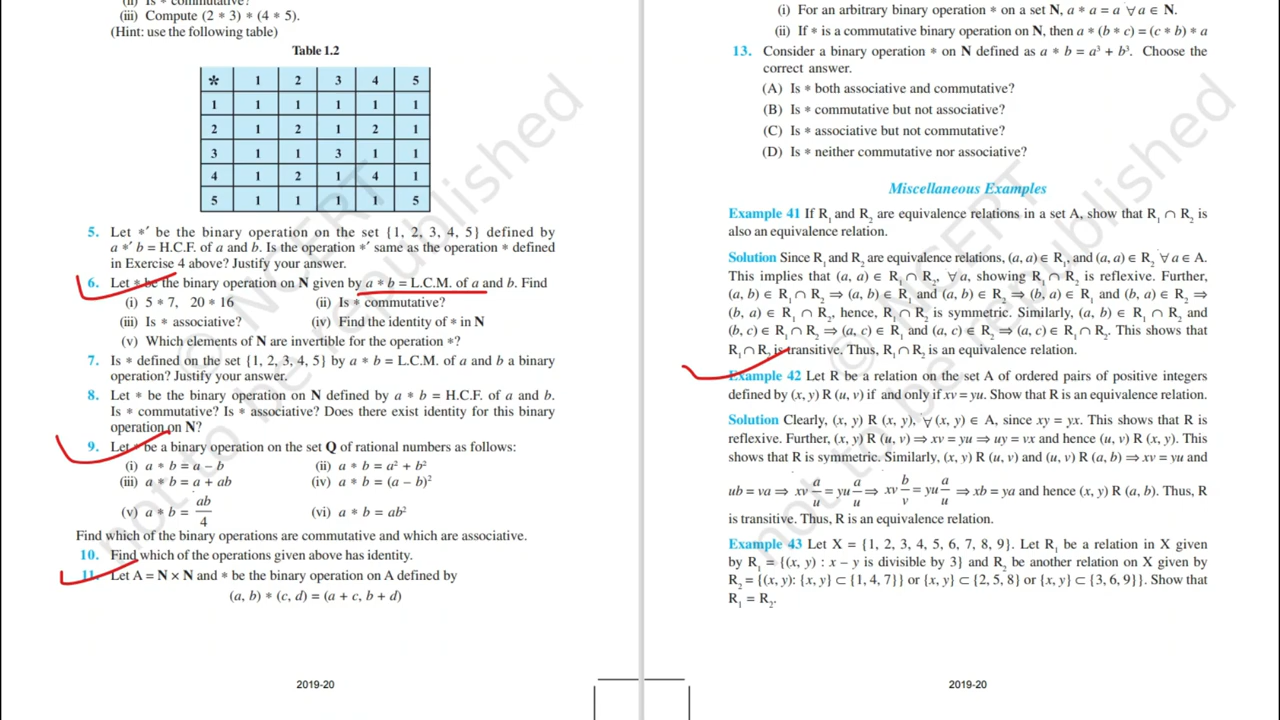 (ii) Is * commutative?
(iii) Compute (2 * 3) * (4 * 5).
(Hint: use the following table)
Table 1.2
* 1 2 3 4 5
1 1 1 1 1 1
2 1 2 1 2 1
3 1 1 3 1 1
4 1 2 1 4 1
5 1 1 1 1 5
5. Let *′ be the binary operation on the set {1, 2, 3, 4, 5} defined by
a *′ b = H.C.F. of a and b. Is the operation *′ same as the operation * defined
in Exercise 4 above? Justify your answer.
6. Let * be the binary operation on N given by a * b = L.C.M. of a and b. Find
(i) 5 * 7, 20 * 16 (ii) Is * commutative?
(iii) Is * associative? (iv) Find the identity of * in N
(v) Which elements of N are invertible for the operation *?
7. Is * defined on the set {1, 2, 3, 4, 5} by a * b = L.C.M. of a and b a binary
operation? Justify your answer.
8. Let * be the binary operation on N defined by a * b = H.C.F. of a and b.
Is * commutative? Is * associative? Does there exist identity for this binary
operation on N?
9. Let * be a binary operation on the set Q of rational numbers as follows:
(i) a * b = a – b (ii) a * b = a² + b²
(iii) a * b = a + ab (iv) a * b = (a – b)²
(v) a * b = ab/4 (vi) a * b = ab²
Find which of the binary operations are commutative and which are associative.
10. Find which of the operations given above has identity.
11. Let A = N × N and * be the binary operation on A defined by
(a, b) * (c, d) = (a + c, b + d)
2019-20
(i) For an arbitrary binary operation * on a set N, a * a = a ∀ a ∈ N.
(ii) If * is a commutative binary operation on N, then a * (b * c) = (c * b) * a
13. Consider a binary operation * on N defined as a * b = a³ + b³. Choose the
correct answer.
(A) Is * both associative and commutative?
(B) Is * commutative but not associative?
(C) Is * associative but not commutative?
(D) Is * neither commutative nor associative?
Miscellaneous Examples
Example 41 If R₁ and R₂ are equivalence relations in a set A, show that R₁ ∩ R₂ is
also an equivalence relation.
Solution Since R₁ and R₂ are equivalence relations, (a, a) ∈ R₁, and (a, a) ∈ R₂ ∀ a ∈ A.
This implies that (a, a) ∈ R₁ ∩ R₂, ∀a, showing R₁ ∩ R₂ is reflexive. Further,
(a, b) ∈ R₁ ∩ R₂ ⇒ (a, b) ∈ R₁ and (a, b) ∈ R₂ ⇒ (b, a) ∈ R₁ and (b, a) ∈ R₂ ⇒
(b, a) ∈ R₁ ∩ R₂, hence, R₁ ∩ R₂ is symmetric. Similarly, (a, b) ∈ R₁ ∩ R₂ and
(b, c) ∈ R₁ ∩ R₂ ⇒ (a, c) ∈ R₁ and (a, c) ∈ R₂ ⇒ (a, c) ∈ R₁ ∩ R₂. This shows that
R₁ ∩ R₂ is transitive. Thus, R₁ ∩ R₂ is an equivalence relation.
Example 42 Let R be a relation on the set A of ordered pairs of positive integers
defined by (x, y) R (u, v) if and only if xv = yu. Show that R is an equivalence relation.
Solution Clearly, (x, y) R (x, y), ∀ (x, y) ∈ A, since xy = yx. This shows that R is
reflexive. Further, (x, y) R (u, v) ⇒ xv = yu ⇒ uy = vx and hence (u, v) R (x, y). This
shows that R is symmetric. Similarly, (x, y) R (u, v) and (u, v) R (a, b) ⇒ xv = yu and
ub = va ⇒ xv a/u = yu a/u ⇒ xv b/v = yu a/u ⇒ xb = ya and hence (x, y) R (a, b). Thus, R
is transitive. Thus, R is an equivalence relation.
Example 43 Let X = {1, 2, 3, 4, 5, 6, 7, 8, 9}. Let R₁ be a relation in X given
by R₁ = {(x, y) : x – y is divisible by 3} and R₂ be another relation on X given by
R₂ = {(x, y): {x, y} ⊂ {1, 4, 7}} or {x, y} ⊂ {2, 5, 8} or {x, y} ⊂ {3, 6, 9}}. Show that
R₁ = R₂.
2019-20
© NCERT
not to be republished
© NCERT
not to be republished